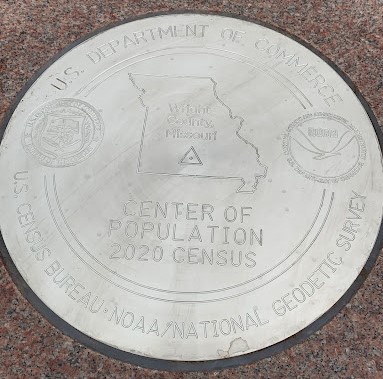 U.S. DEPARTMENT OF COMMERCE
Wright
County,
Missouri
CENTER OF
POPULATION
2020 CENSUS
U.S. CENSUS BUREAU·NOAA/NATIONAL GEODETIC SURVEY